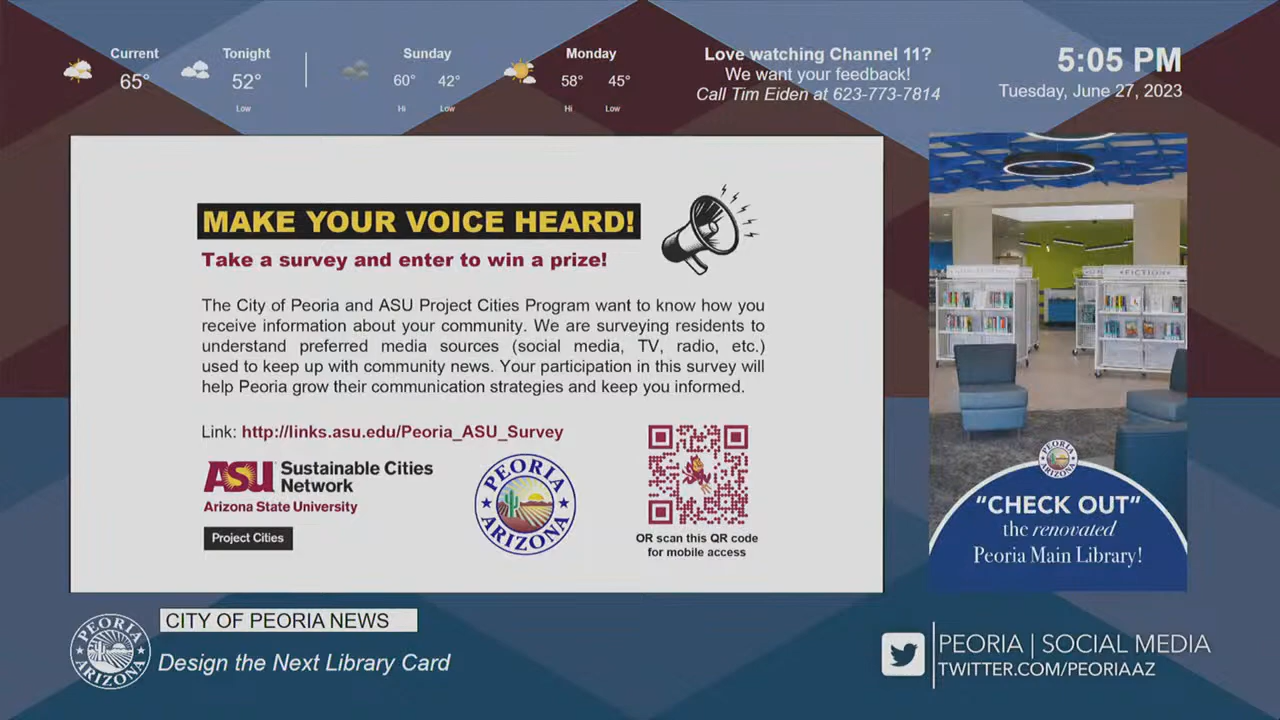 Current
65°
Tonight
52°
Low
Sunday
60° 42°
Hi Low
Monday
58° 45°
Hi Low
Love watching Channel 11?
We want your feedback!
Call Tim Eiden at 623-773-7814
5:05 PM
Tuesday, June 27, 2023
MAKE YOUR VOICE HEARD!
Take a survey and enter to win a prize!
The City of Peoria and ASU Project Cities Program want to know how you
receive information about your community. We are surveying residents to
understand preferred media sources (social media, TV, radio, etc.)
used to keep up with community news. Your participation in this survey will
help Peoria grow their communication strategies and keep you informed.
Link: http://links.asu.edu/Peoria_ASU_Survey
ASU Sustainable Cities
Network
Arizona State University
Project Cities
PEORIA
ARIZONA
OR scan this QR code
for mobile access
FICTION
PEORIA
ARIZONA
"CHECK OUT"
the renovated
Peoria Main Library!
PEORIA
ARIZONA
CITY OF PEORIA NEWS
Design the Next Library Card
PEORIA | SOCIAL MEDIA
TWITTER.COM/PEORIAAZ